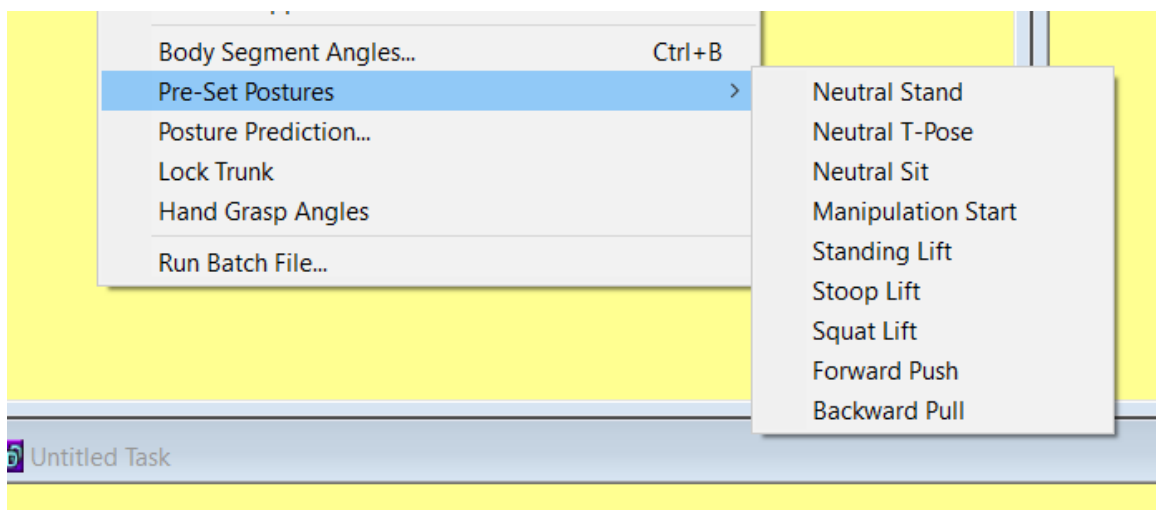 Body Segment Angles... Ctrl+B
Pre-Set Postures >
Posture Prediction...
Lock Trunk
Hand Grasp Angles
Run Batch File...
Neutral Stand
Neutral T-Pose
Neutral Sit
Manipulation Start
Standing Lift
Stoop Lift
Squat Lift
Forward Push
Backward Pull
Untitled Task